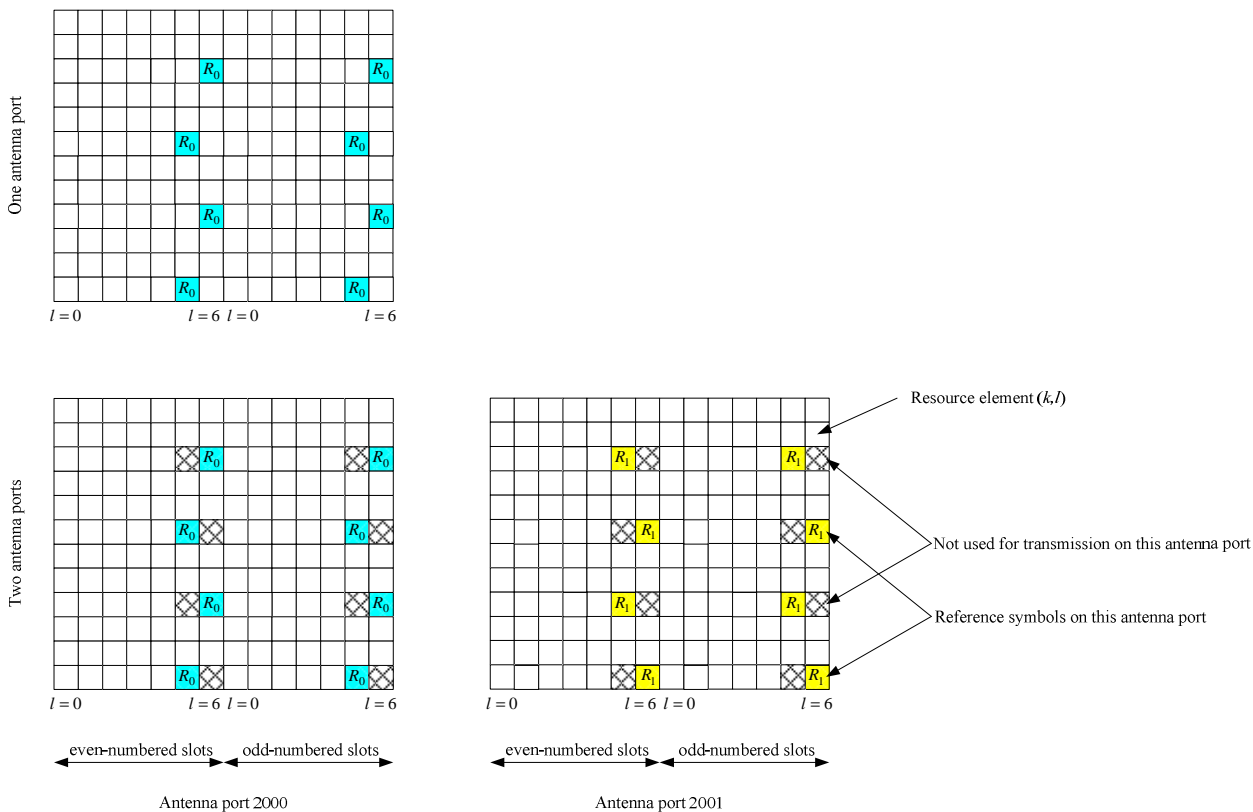 One antenna port
R0 R0
R0 R0
R0 R0
R0 R0
l = 0 l = 6 l = 0 l = 6
Two antenna ports
R0 R0
R0 R0
R0 R0
R0 R0
l = 0 l = 6 l = 0 l = 6
even-numbered slots odd-numbered slots
Antenna port 2000
R1 R1
R1 R1
R1 R1
R1 R1
l = 0 l = 6 l = 0 l = 6
even-numbered slots odd-numbered slots
Antenna port 2001
Resource element (k,l)
Not used for transmission on this antenna port
Reference symbols on this antenna port